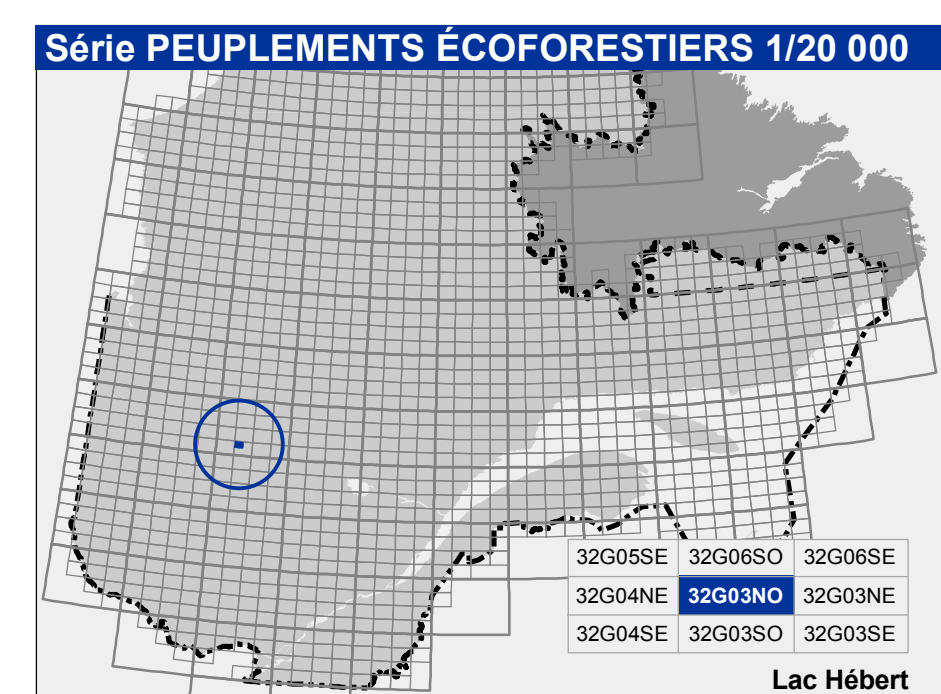 Série PEUPLEMENTS ÉCOFORESTIERS 1/20 000
32G05SE 32G06SO 32G06SE
32G04NE 32G03NO 32G03NE
32G04SE 32G03SO 32G03SE
Lac Hébert